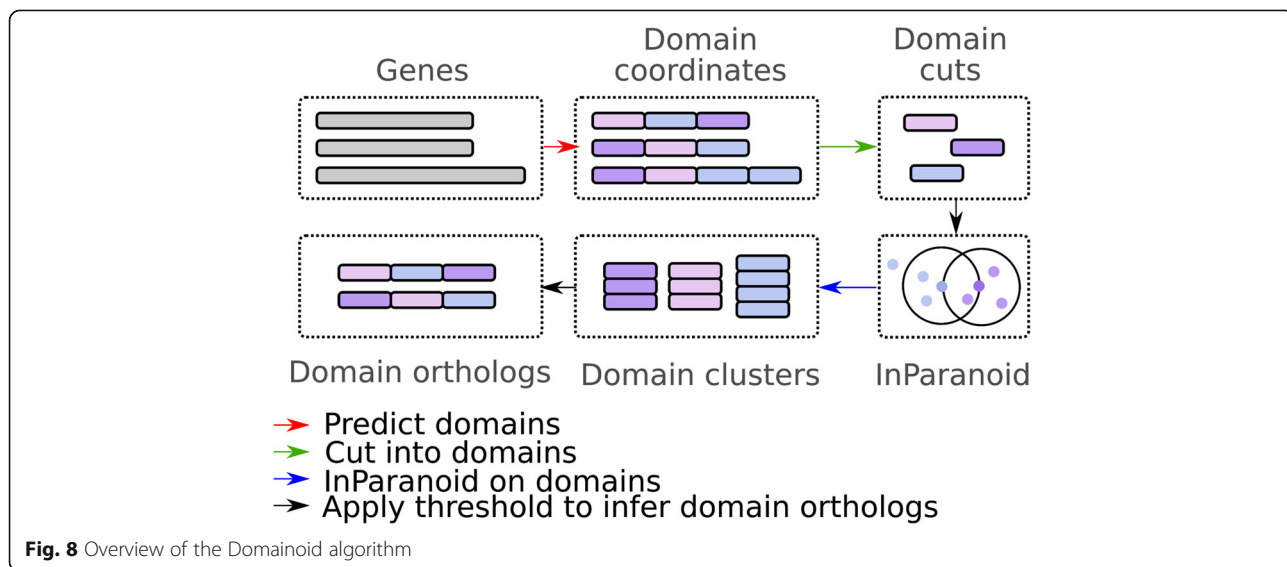 Genes
Domain
coordinates
Domain
cuts
Domain orthologs
Domain clusters
InParanoid
Predict domains
Cut into domains
InParanoid on domains
Apply threshold to infer domain orthologs
Fig. 8 Overview of the Domainoid algorithm